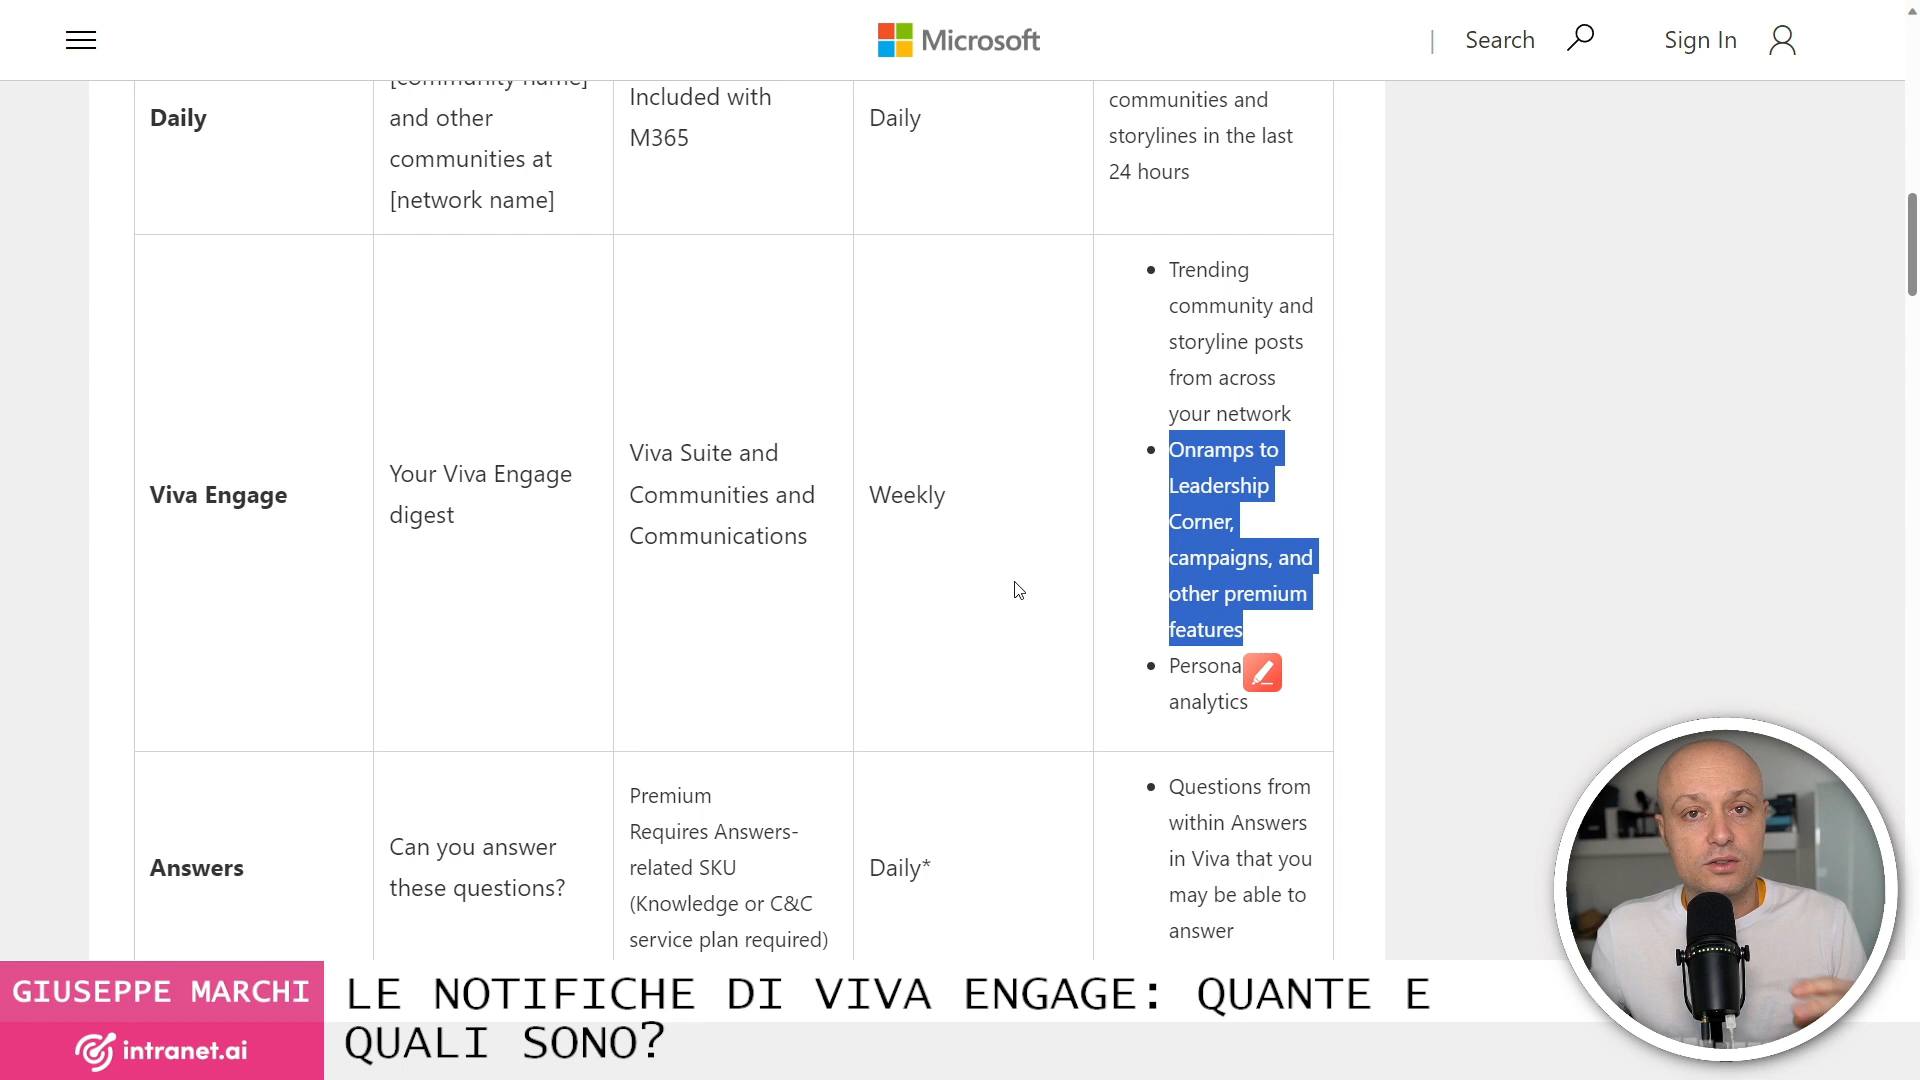 Microsoft
| Search
Sign In
Daily
[community name]
and other
communities at
[network name]
Included with
M365
Daily
communities and
storylines in the last
24 hours
Viva Engage
Your Viva Engage
digest
Viva Suite and
Communities and
Communications
Weekly
Trending
community and
storyline posts
from across
your network
Onramps to
Leadership
Corner,
campaigns, and
other premium
features
Persona
analytics
Answers
Can you answer
these questions?
Premium
Requires Answers-
related SKU
(Knowledge or C&C
service plan required)
Daily*
Questions from
within Answers
in Viva that you
may be able to
answer
GIUSEPPE MARCHI
intranet.ai
LE NOTIFICHE DI VIVA ENGAGE: QUANTE E
QUALI SONO?